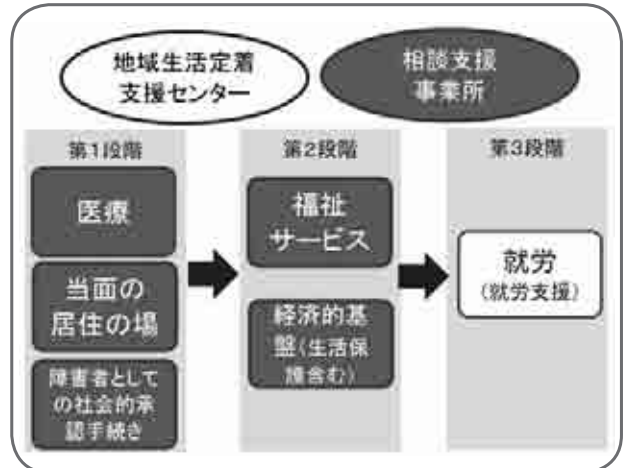 地域生活定着
支援センター
相談支援
事業所
第1段階
医療
当面の
居住の場
障害者として
の社会的承
認手続き
第2段階
福祉
サービス
経済的基
盤(生活保
護含む)
第3段階
就労
(就労支援)